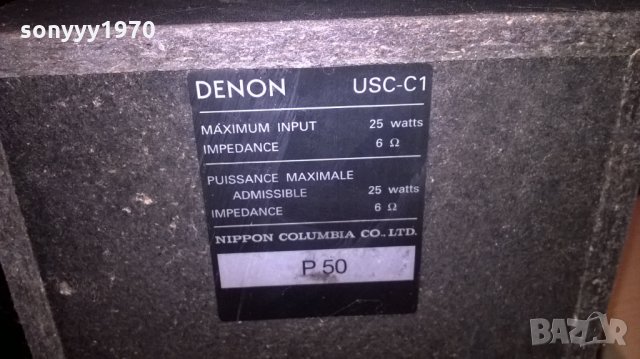 sonyyy1970
DENON USC-C1
MAXIMUM INPUT 25 watts
IMPEDANCE 6 Ω
PUISSANCE MAXIMALE
ADMISSIBLE 25 watts
IMPEDANCE 6 Ω
NIPPON COLUMBIA CO., LTD.
P 50
BAZAR